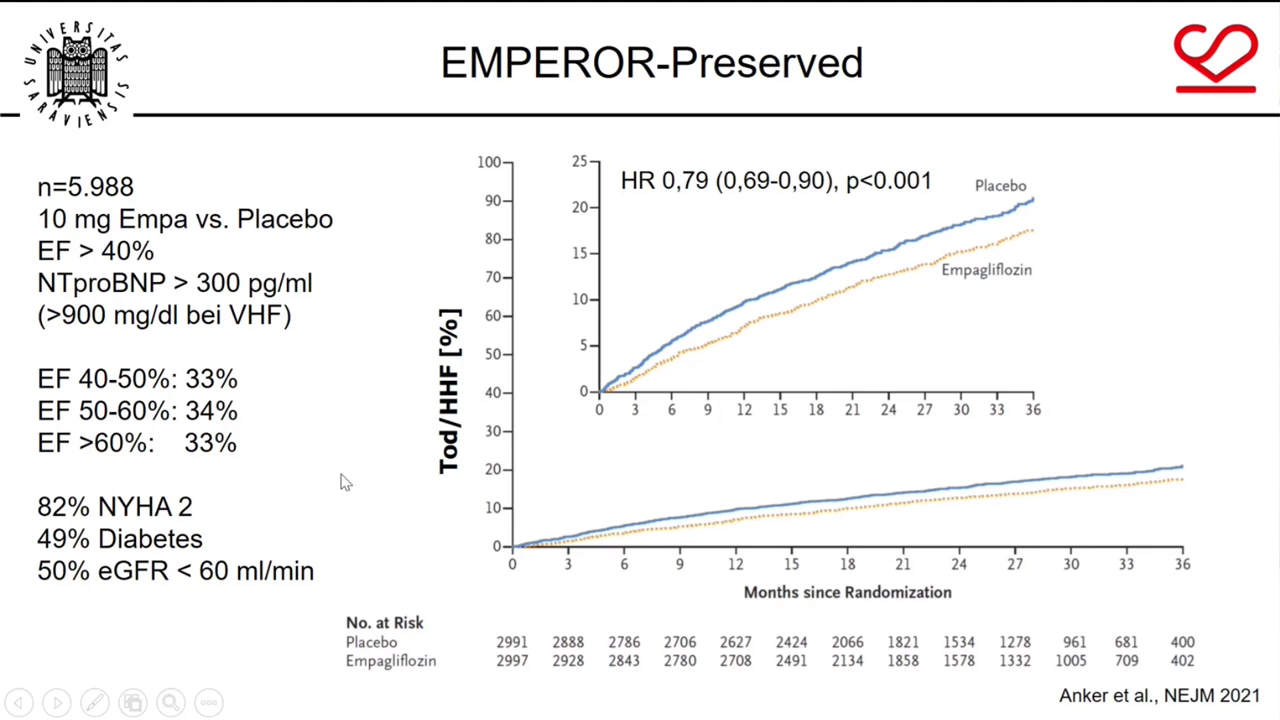 UNIVERSITAS
SARAVIENSIS
EMPEROR-Preserved
n=5.988
10 mg Empa vs. Placebo
EF > 40%
NTproBNP > 300 pg/ml
(>900 mg/dl bei VHF)
EF 40-50%: 33%
EF 50-60%: 34%
EF >60%: 33%
82% NYHA 2
49% Diabetes
50% eGFR < 60 ml/min
Tod/HHF [%]
100
90
80
70
60
50
40
30
20
10
0
25
20
15
10
5
0
HR 0,79 (0,69-0,90), p<0.001
Placebo
Empagliflozin
0 3 6 9 12 15 18 21 24 27 30 33 36
0 3 6 9 12 15 18 21 24 27 30 33 36
Months since Randomization
No. at Risk
Placebo 2991 2888 2786 2706 2627 2424 2066 1821 1534 1278 961 681 400
Empagliflozin 2997 2928 2843 2780 2708 2491 2134 1858 1578 1332 1005 709 402
Anker et al., NEJM 2021